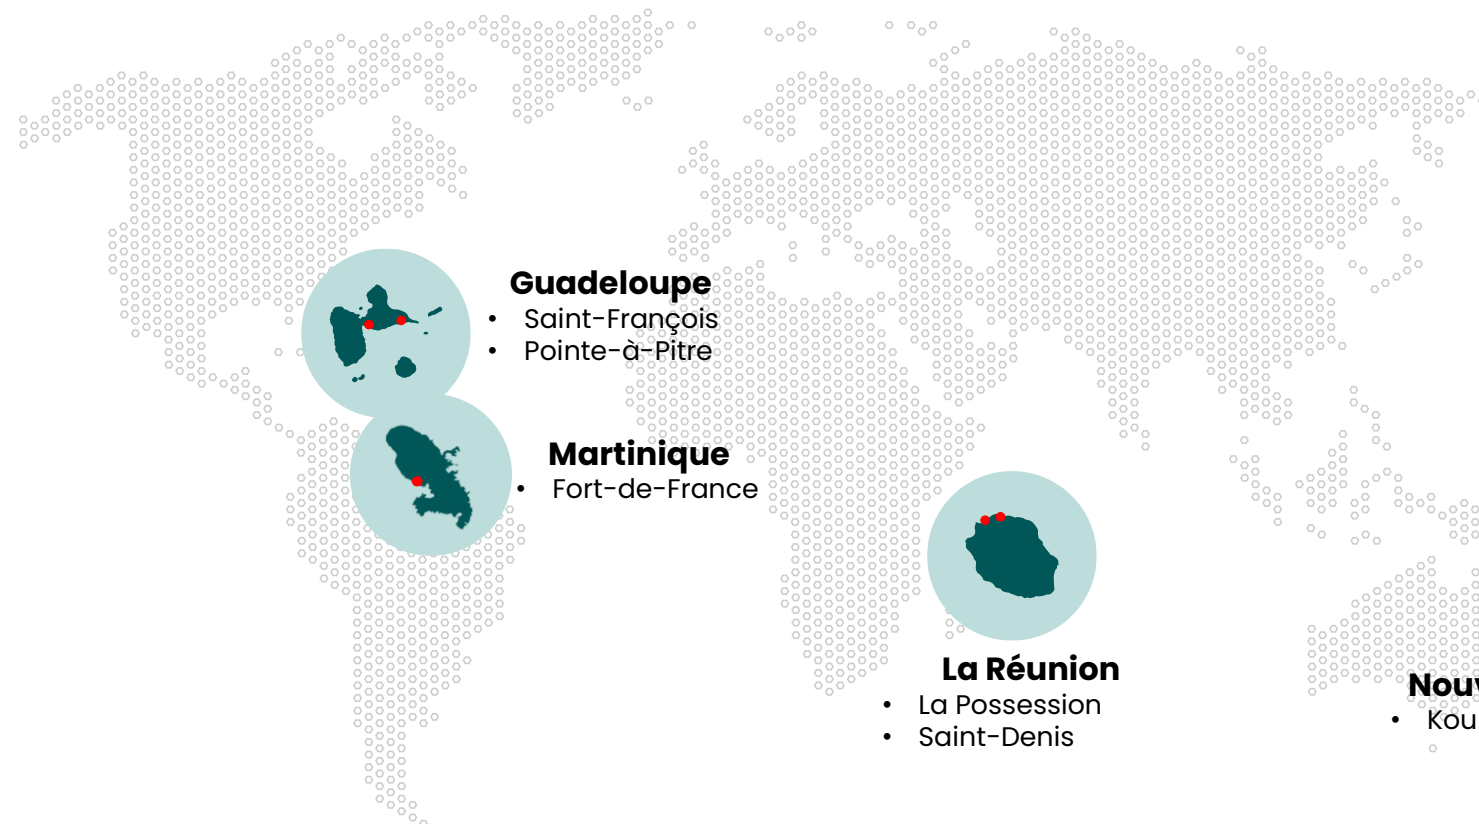 Guadeloupe
• Saint-François
• Pointe-à-Pitre
Martinique
• Fort-de-France
La Réunion
• La Possession
• Saint-Denis